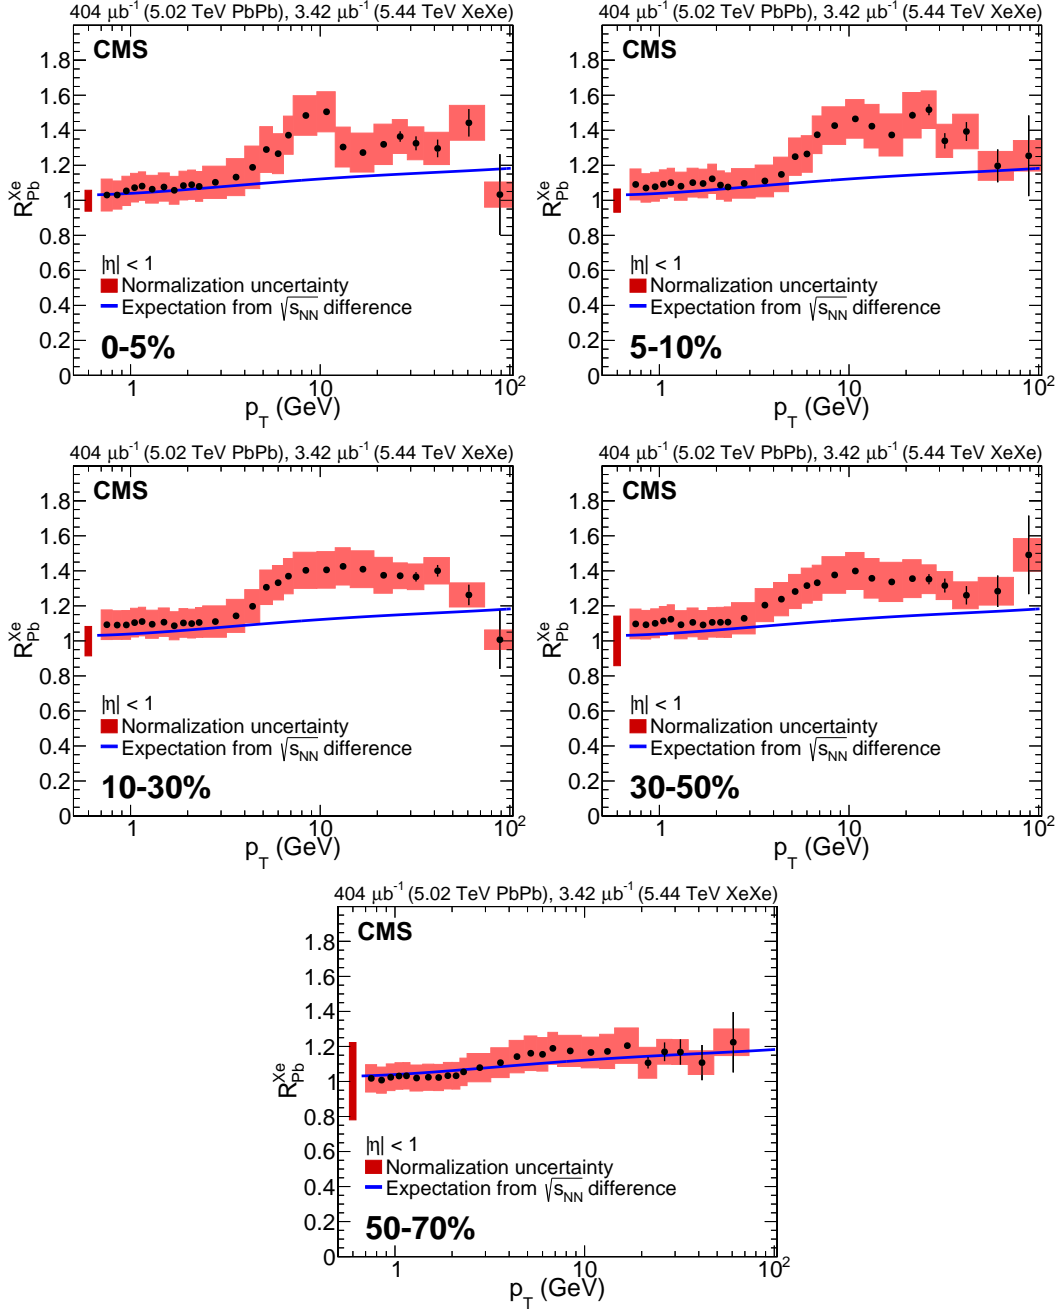 404 μb⁻¹ (5.02 TeV PbPb), 3.42 μb⁻¹ (5.44 TeV XeXe)
CMS
R_Pb^Xe
1.8
1.6
1.4
1.2
1
0.8
0.6
0.4
0.2
0
|η| < 1
Normalization uncertainty
Expectation from √s_NN difference
0-5%
1 10 10²
p_T (GeV)
404 μb⁻¹ (5.02 TeV PbPb), 3.42 μb⁻¹ (5.44 TeV XeXe)
CMS
R_Pb^Xe
1.8
1.6
1.4
1.2
1
0.8
0.6
0.4
0.2
0
|η| < 1
Normalization uncertainty
Expectation from √s_NN difference
5-10%
1 10 10²
p_T (GeV)
404 μb⁻¹ (5.02 TeV PbPb), 3.42 μb⁻¹ (5.44 TeV XeXe)
CMS
R_Pb^Xe
1.8
1.6
1.4
1.2
1
0.8
0.6
0.4
0.2
0
|η| < 1
Normalization uncertainty
Expectation from √s_NN difference
10-30%
1 10 10²
p_T (GeV)
404 μb⁻¹ (5.02 TeV PbPb), 3.42 μb⁻¹ (5.44 TeV XeXe)
CMS
R_Pb^Xe
1.8
1.6
1.4
1.2
1
0.8
0.6
0.4
0.2
0
|η| < 1
Normalization uncertainty
Expectation from √s_NN difference
30-50%
1 10 10²
p_T (GeV)
404 μb⁻¹ (5.02 TeV PbPb), 3.42 μb⁻¹ (5.44 TeV XeXe)
CMS
R_Pb^Xe
1.8
1.6
1.4
1.2
1
0.8
0.6
0.4
0.2
0
|η| < 1
Normalization uncertainty
Expectation from √s_NN difference
50-70%
1 10 10²
p_T (GeV)